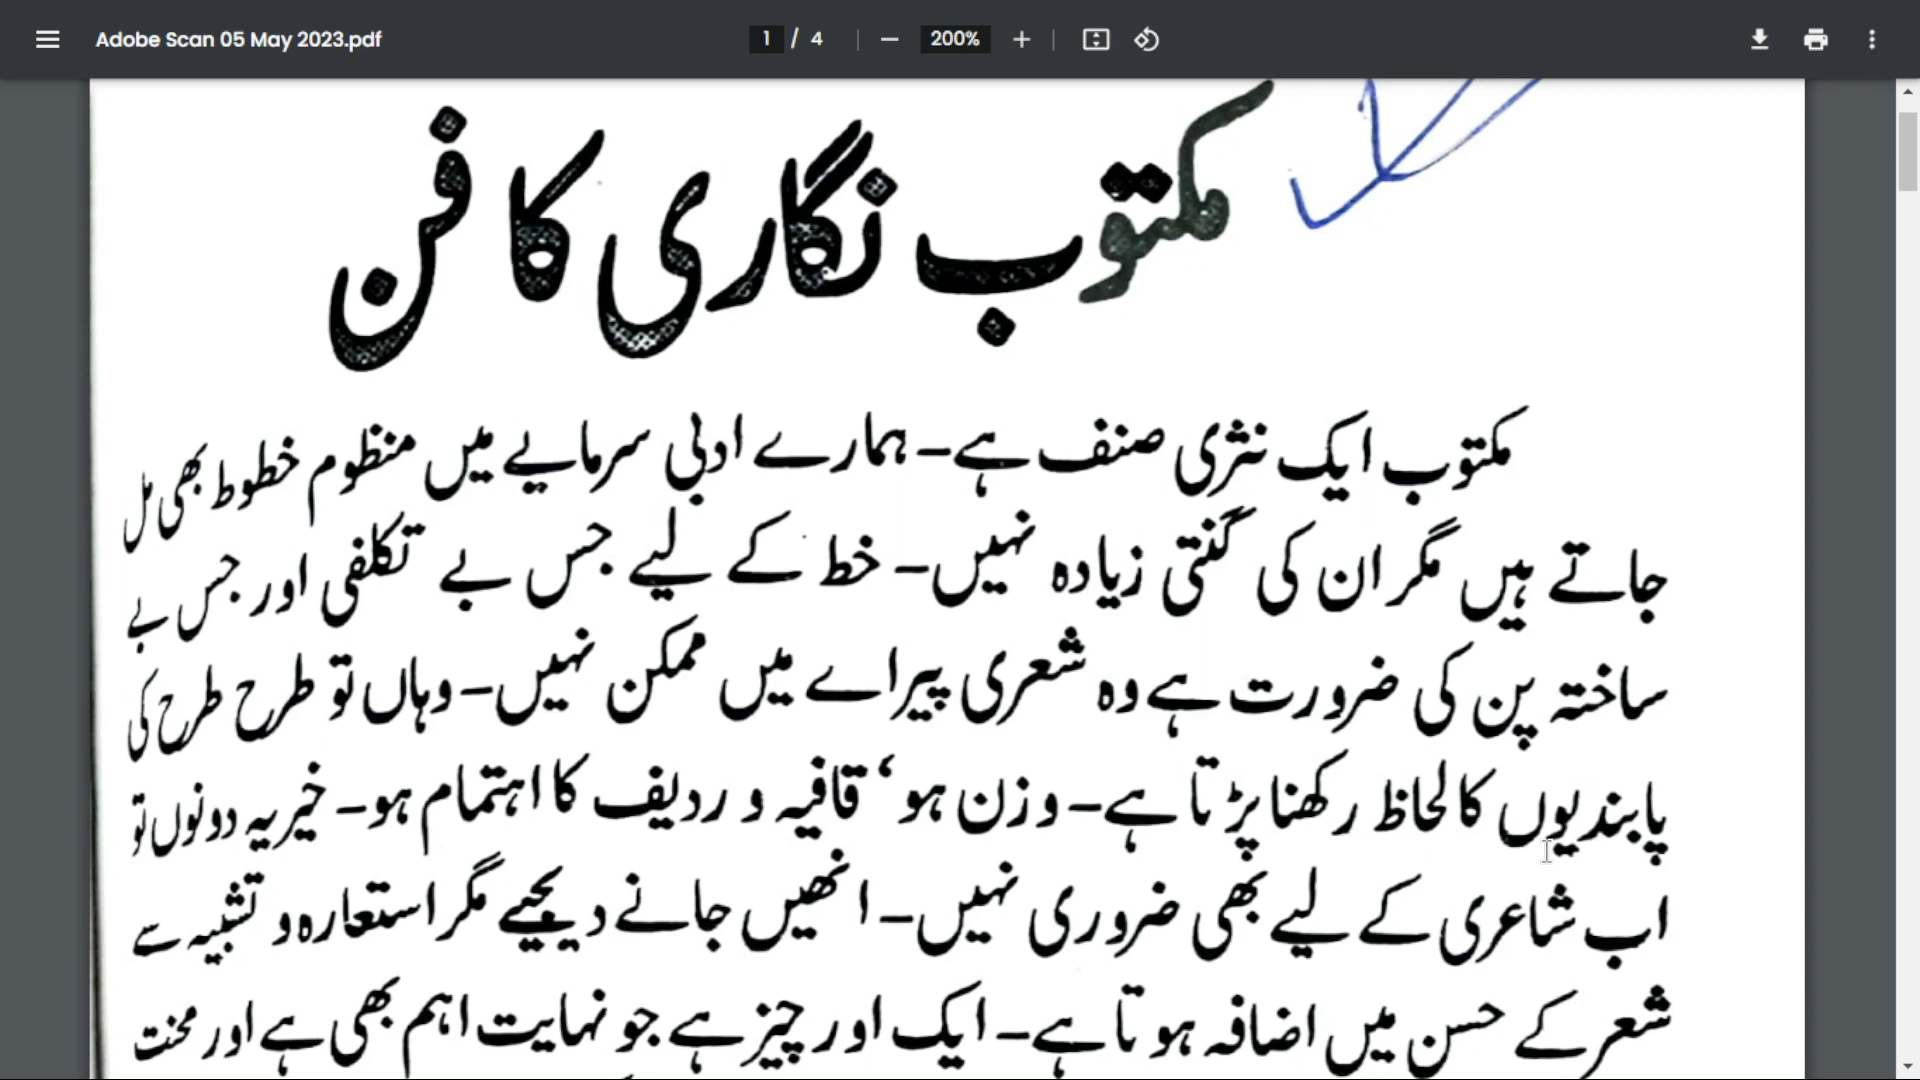 Adobe Scan 05 May 2023.pdf
1 / 4
200%
مکتوب نگاری کا فن
مکتوب ایک نثری صنف ہے۔ ہمارے ادبی سرمایے میں منظوم خطوط بھی مل
جاتے ہیں مگر ان کی گنتی زیادہ نہیں۔ خط کے لیے جس بے تکلفی اور جس بے
ساختہ پن کی ضرورت ہے وہ شعری پیراے میں ممکن نہیں۔ وہاں تو طرح طرح کی
پابندیوں کا لحاظ رکھنا پڑتا ہے۔ وزن ہو، قافیہ و ردیف کا اہتمام ہو۔ خیر یہ دونوں تو
اب شاعری کے لیے بھی ضروری نہیں۔ انھیں جانے دیجیے مگر استعارہ و تشبیہ سے
شعر کے حسن میں اضافہ ہوتا ہے۔ ایک اور چیز ہے جو نہایت اہم بھی ہے اور محنت